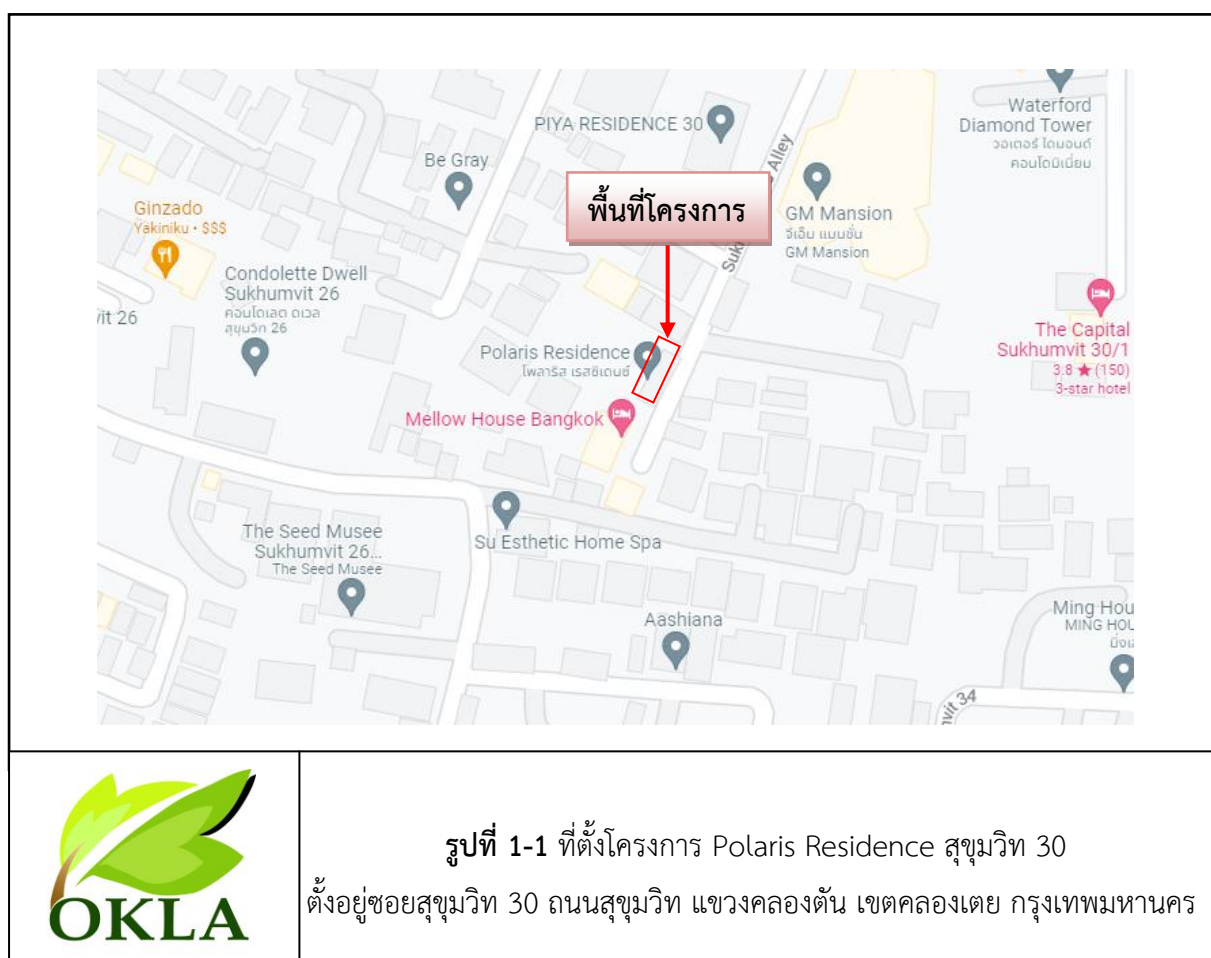 Waterford
Diamond Tower
วอเตอร์ ไดมอนด์
คอนโดมิเนี่ยม
PIYA RESIDENCE 30
Alley
Be Gray
พื้นที่โครงการ
Ginzado
Yakiniku • $$$
GM Mansion
จีเอ็ม แมนชั่น
GM Mansion
Condolette Dwell
Sukhumvit 26
คอนโดเลต ดเวล
สุขุมวิท 26
vit 26
The Capital
Sukhumvit 30/1
3.8 ★ (150)
3-star hotel
Polaris Residence
โพลาริส เรสซิเดนซ์
Mellow House Bangkok
The Seed Musee
Sukhumvit 26...
The Seed Musee
Su Esthetic Home Spa
Aashiana
Ming Hou
MING HOU
vit 34
OKLA
รูปที่ 1-1 ที่ตั้งโครงการ Polaris Residence สุขุมวิท 30
ตั้งอยู่ซอยสุขุมวิท 30 ถนนสุขุมวิท แขวงคลองตัน เขตคลองเตย กรุงเทพมหานคร